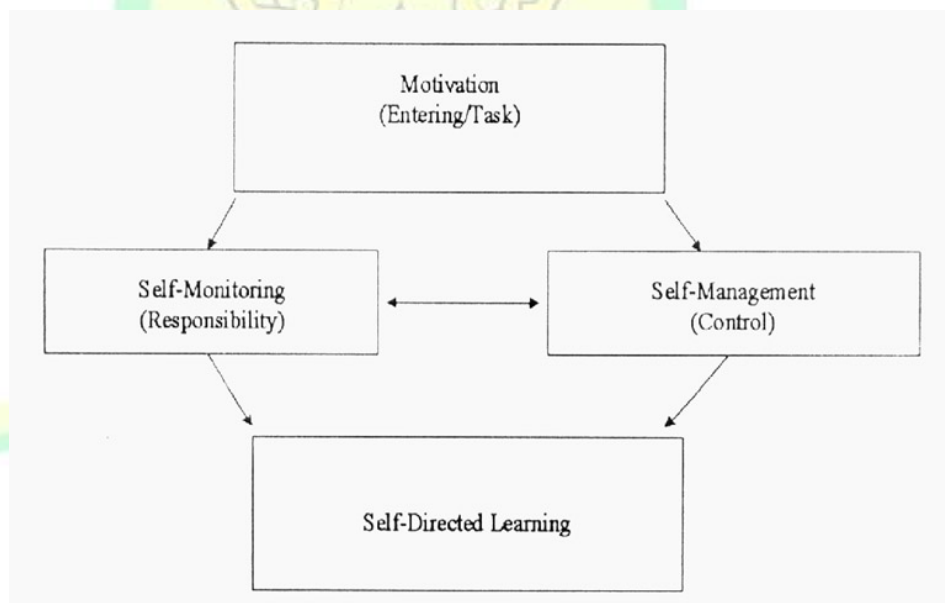 Motivation
(Entering/Task)
Self-Monitoring
(Responsibility)
Self-Management
(Control)
Self-Directed Learning